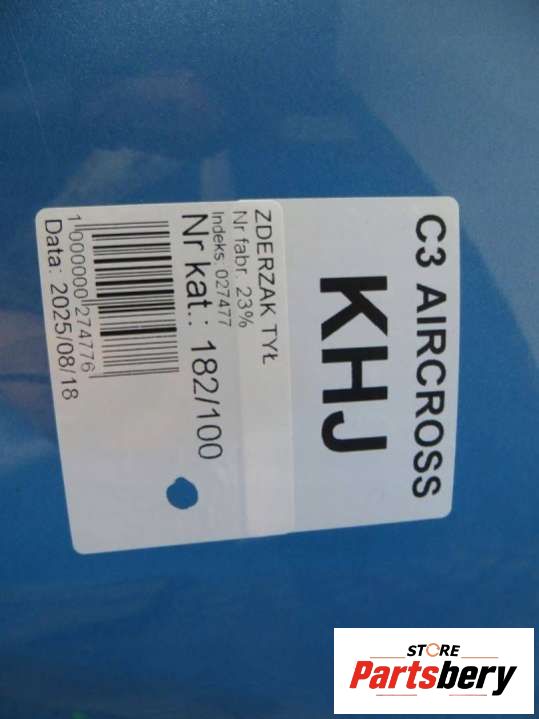 C3 AIRCROSS
KHJ
ZDERZAK TYŁ
Nr fabr. 23%
Indeks: 027477
Nr kat.: 182/100
1000000274776
Data: 2025/08/18
STORE
Partsbery